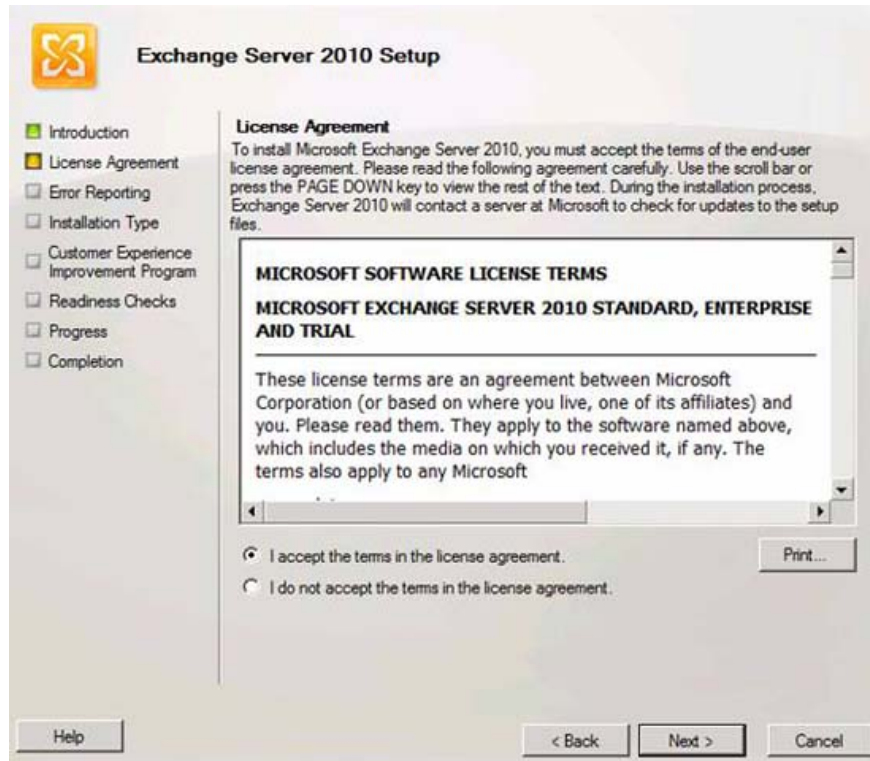 Exchange Server 2010 Setup
Introduction
License Agreement
Error Reporting
Installation Type
Customer Experience
Improvement Program
Readiness Checks
Progress
Completion
License Agreement
To install Microsoft Exchange Server 2010, you must accept the terms of the end-user
license agreement. Please read the following agreement carefully. Use the scroll bar or
press the PAGE DOWN key to view the rest of the text. During the installation process,
Exchange Server 2010 will contact a server at Microsoft to check for updates to the setup
files.
MICROSOFT SOFTWARE LICENSE TERMS
MICROSOFT EXCHANGE SERVER 2010 STANDARD, ENTERPRISE
AND TRIAL
These license terms are an agreement between Microsoft
Corporation (or based on where you live, one of its affiliates) and
you. Please read them. They apply to the software named above,
which includes the media on which you received it, if any. The
terms also apply to any Microsoft
I accept the terms in the license agreement.
Print...
I do not accept the terms in the license agreement.
Help
< Back
Next >
Cancel